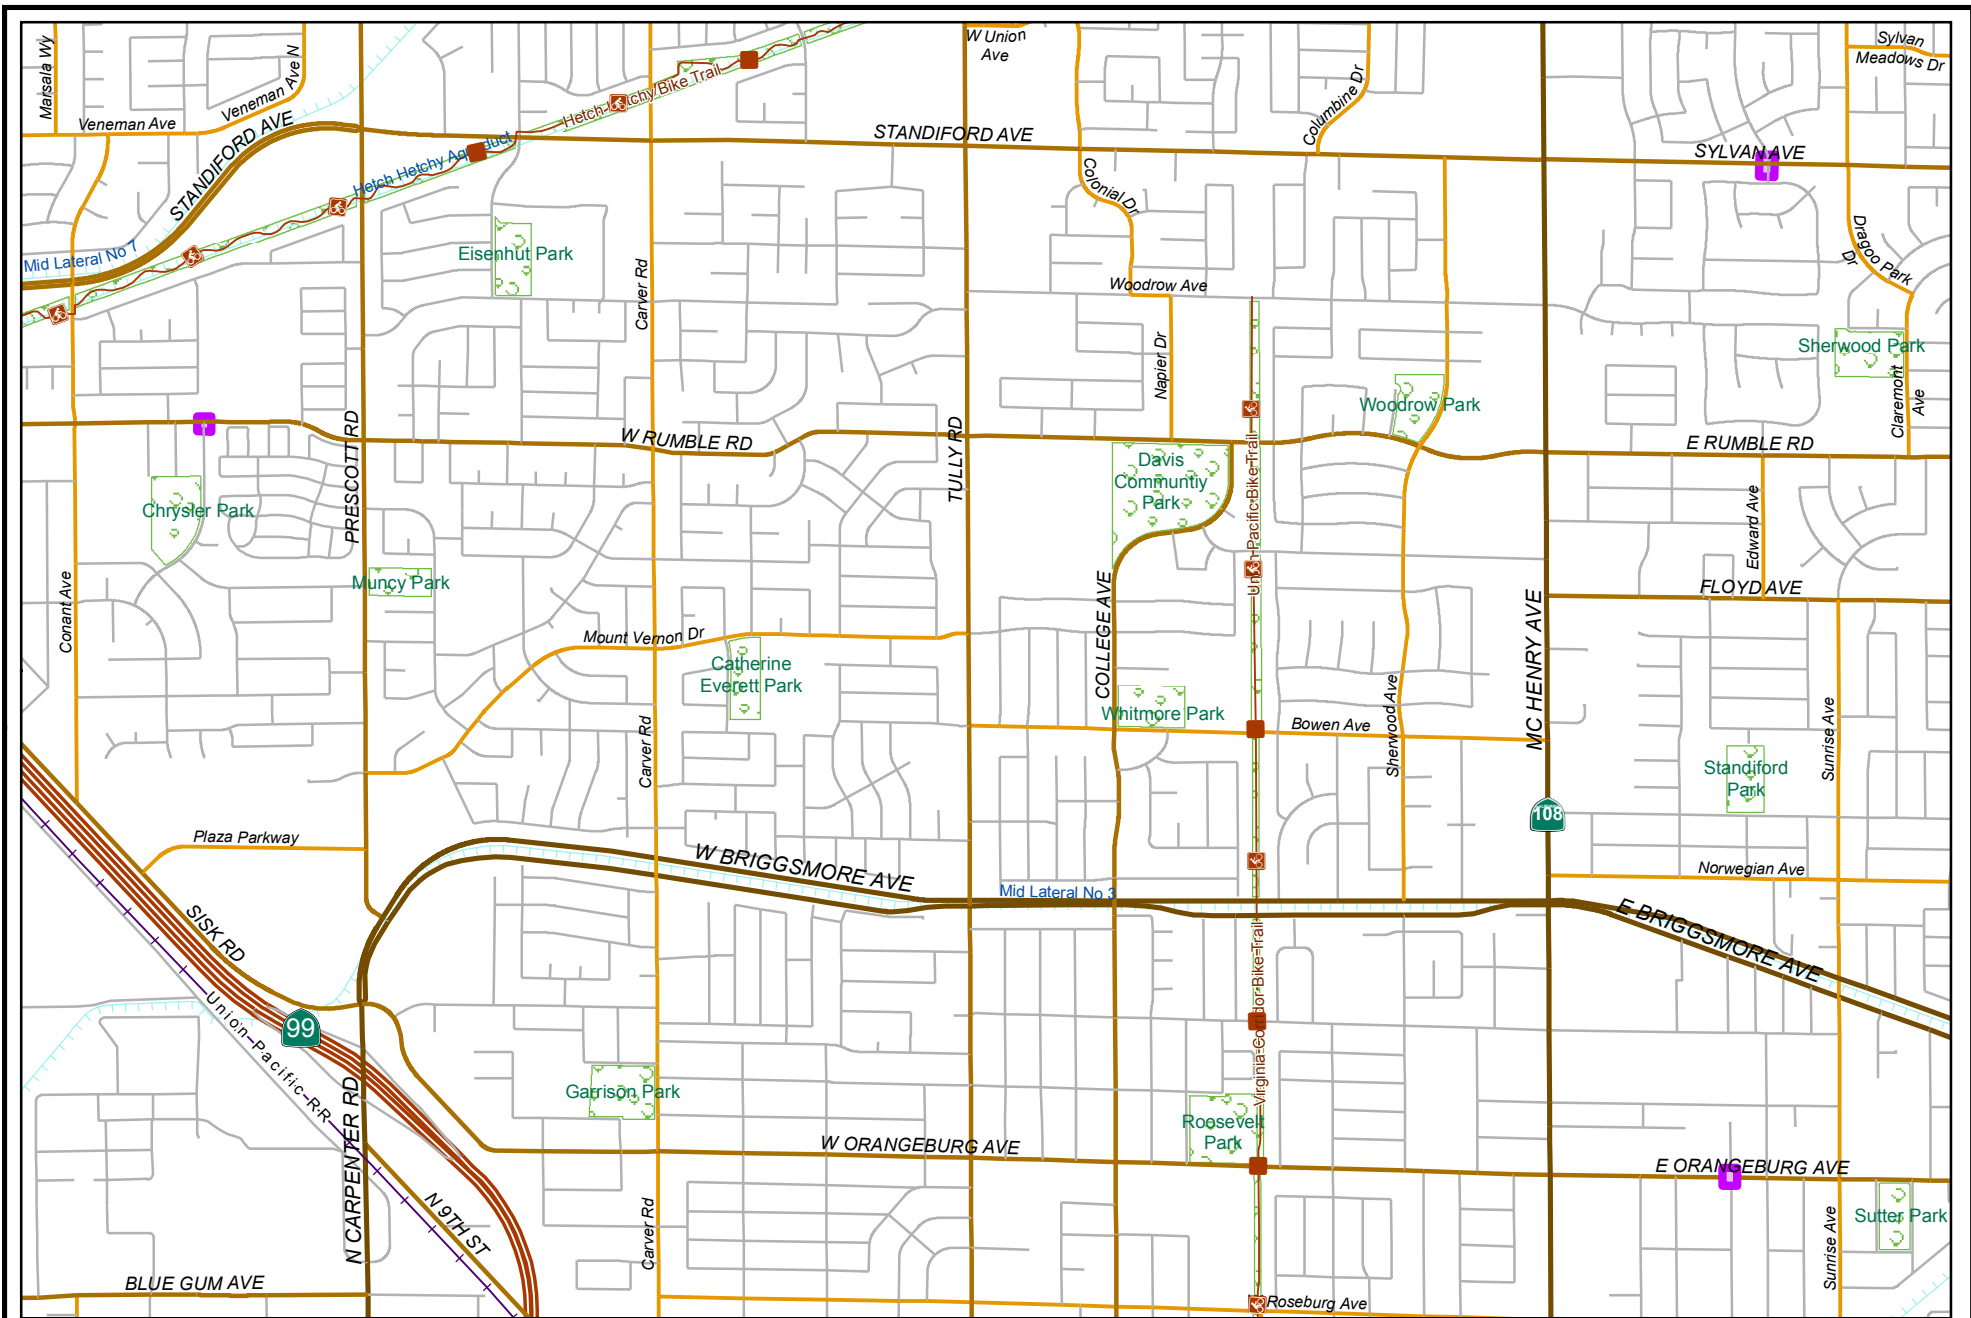 W Union
Ave
Sylvan
Meadows Dr
Marsala Wy
Veneman Ave N
Columbine Dr
Hetch-Hetchy Bike Trail
Veneman Ave
STANDIFORD AVE
STANDIFORD AVE
SYLVAN AVE
Hetch Hetchy Aqueduct
Colonial Dr
Mid Lateral No 7
Eisenhut Park
Dragoo Park
Dr
Woodrow Ave
Carver Rd
Napier Dr
Sherwood Park
Claremont
Ave
Woodrow Park
PRESCOTT RD
W RUMBLE RD
TULLY RD
E RUMBLE RD
Davis
Communtiy
Park
Union Pacific Bike Trail
Chrysler Park
Edward Ave
Muncy Park
Conant Ave
COLLEGE AVE
FLOYD AVE
MC HENRY AVE
Mount Vernon Dr
Catherine
Everett Park
Whitmore Park
Bowen Ave
Sherwood Ave
Carver Rd
Sunrise Ave
Standiford
Park
108
Plaza Parkway
W BRIGGSMORE AVE
Norwegian Ave
Mid Lateral No 3
E BRIGGSMORE AVE
SISK RD
Virginia Corridor Bike Trail
99
Union Pacific RR
Garrison Park
Roosevelt
Park
N CARPENTER RD
W ORANGEBURG AVE
E ORANGEBURG AVE
N 9TH ST
Carver Rd
Sutter Park
Sunrise Ave
BLUE GUM AVE
Roseburg Ave